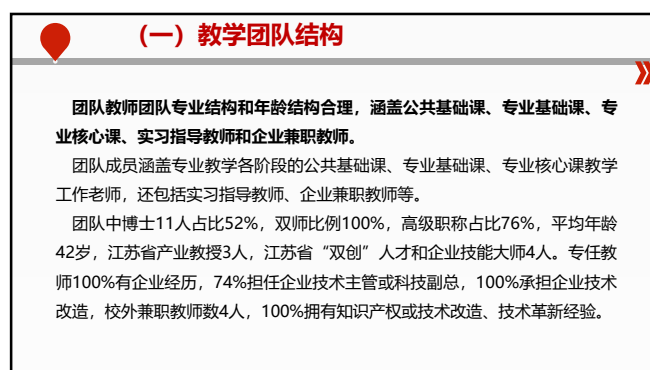 （一）教学团队结构
团队教师团队专业结构和年龄结构合理，涵盖公共基础课、专业基础课、专
业核心课、实习指导教师和企业兼职教师。
团队成员涵盖专业教学各阶段的公共基础课、专业基础课、专业核心课教学
工作老师，还包括实习指导教师、企业兼职教师等。
团队中博士11人占比52%，双师比例100%，高级职称占比76%，平均年龄
42岁，江苏省产业教授3人，江苏省“双创”人才和企业技能大师4人。专任教
师100%有企业经历，74%担任企业技术主管或科技副总，100%承担企业技术
改造，校外兼职教师数4人，100%拥有知识产权或技术改造、技术革新经验。